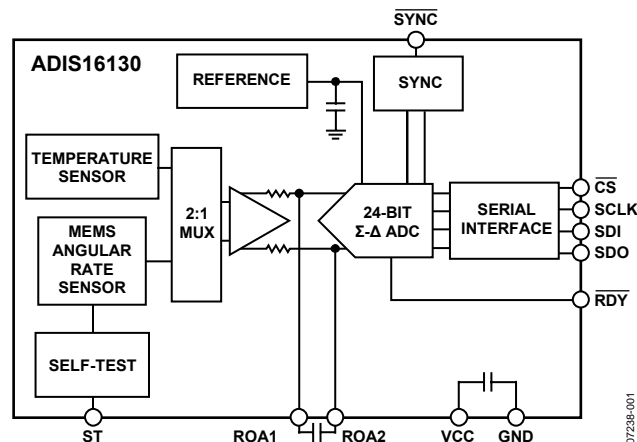 SYNC
ADIS16130
REFERENCE
SYNC
TEMPERATURE
SENSOR
2:1
MUX
MEMS
ANGULAR
RATE
SENSOR
24-BIT
Σ-Δ ADC
SERIAL
INTERFACE
CS
SCLK
SDI
SDO
RDY
SELF-TEST
ST
ROA1
ROA2
VCC
GND
07238-001